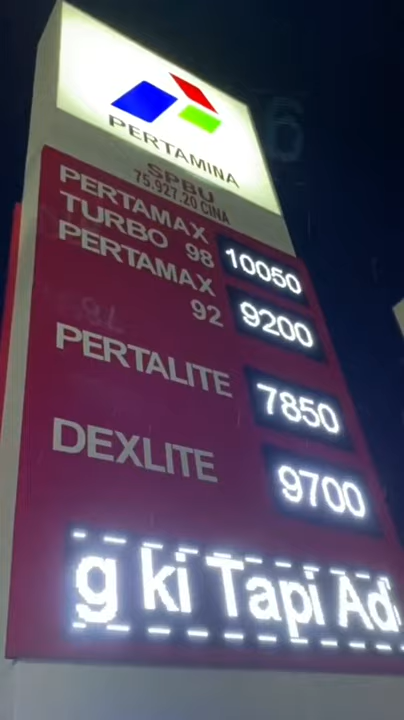 PERTAMINA
SPBU
75.927.20 CINA
PERTAMAX
TURBO 98 10050
PERTAMAX
92 9200
PERTALITE 7850
DEXLITE 9700
g ki Tapi Ad